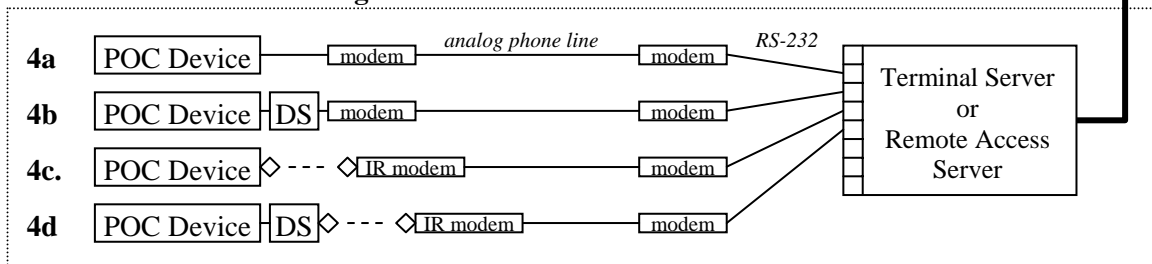 analog phone line RS-232
4a POC Device modem modem
4b POC Device DS modem modem
4c. POC Device IR modem modem
4d POC Device DS IR modem modem
Terminal Server
or
Remote Access
Server